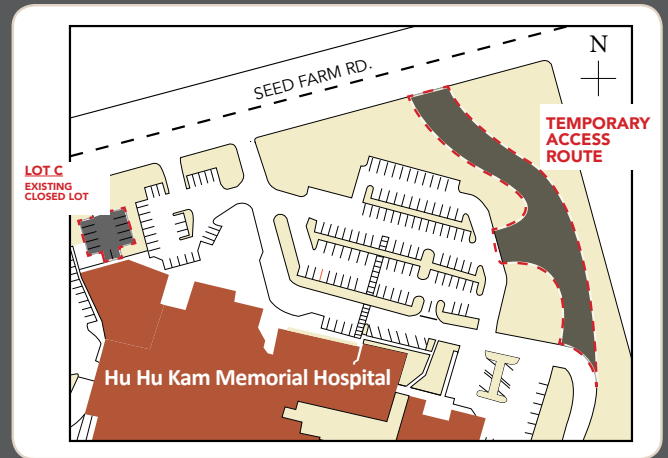 N
SEED FARM RD.
TEMPORARY
ACCESS
ROUTE
LOT C
EXISTING
CLOSED LOT
Hu Hu Kam Memorial Hospital